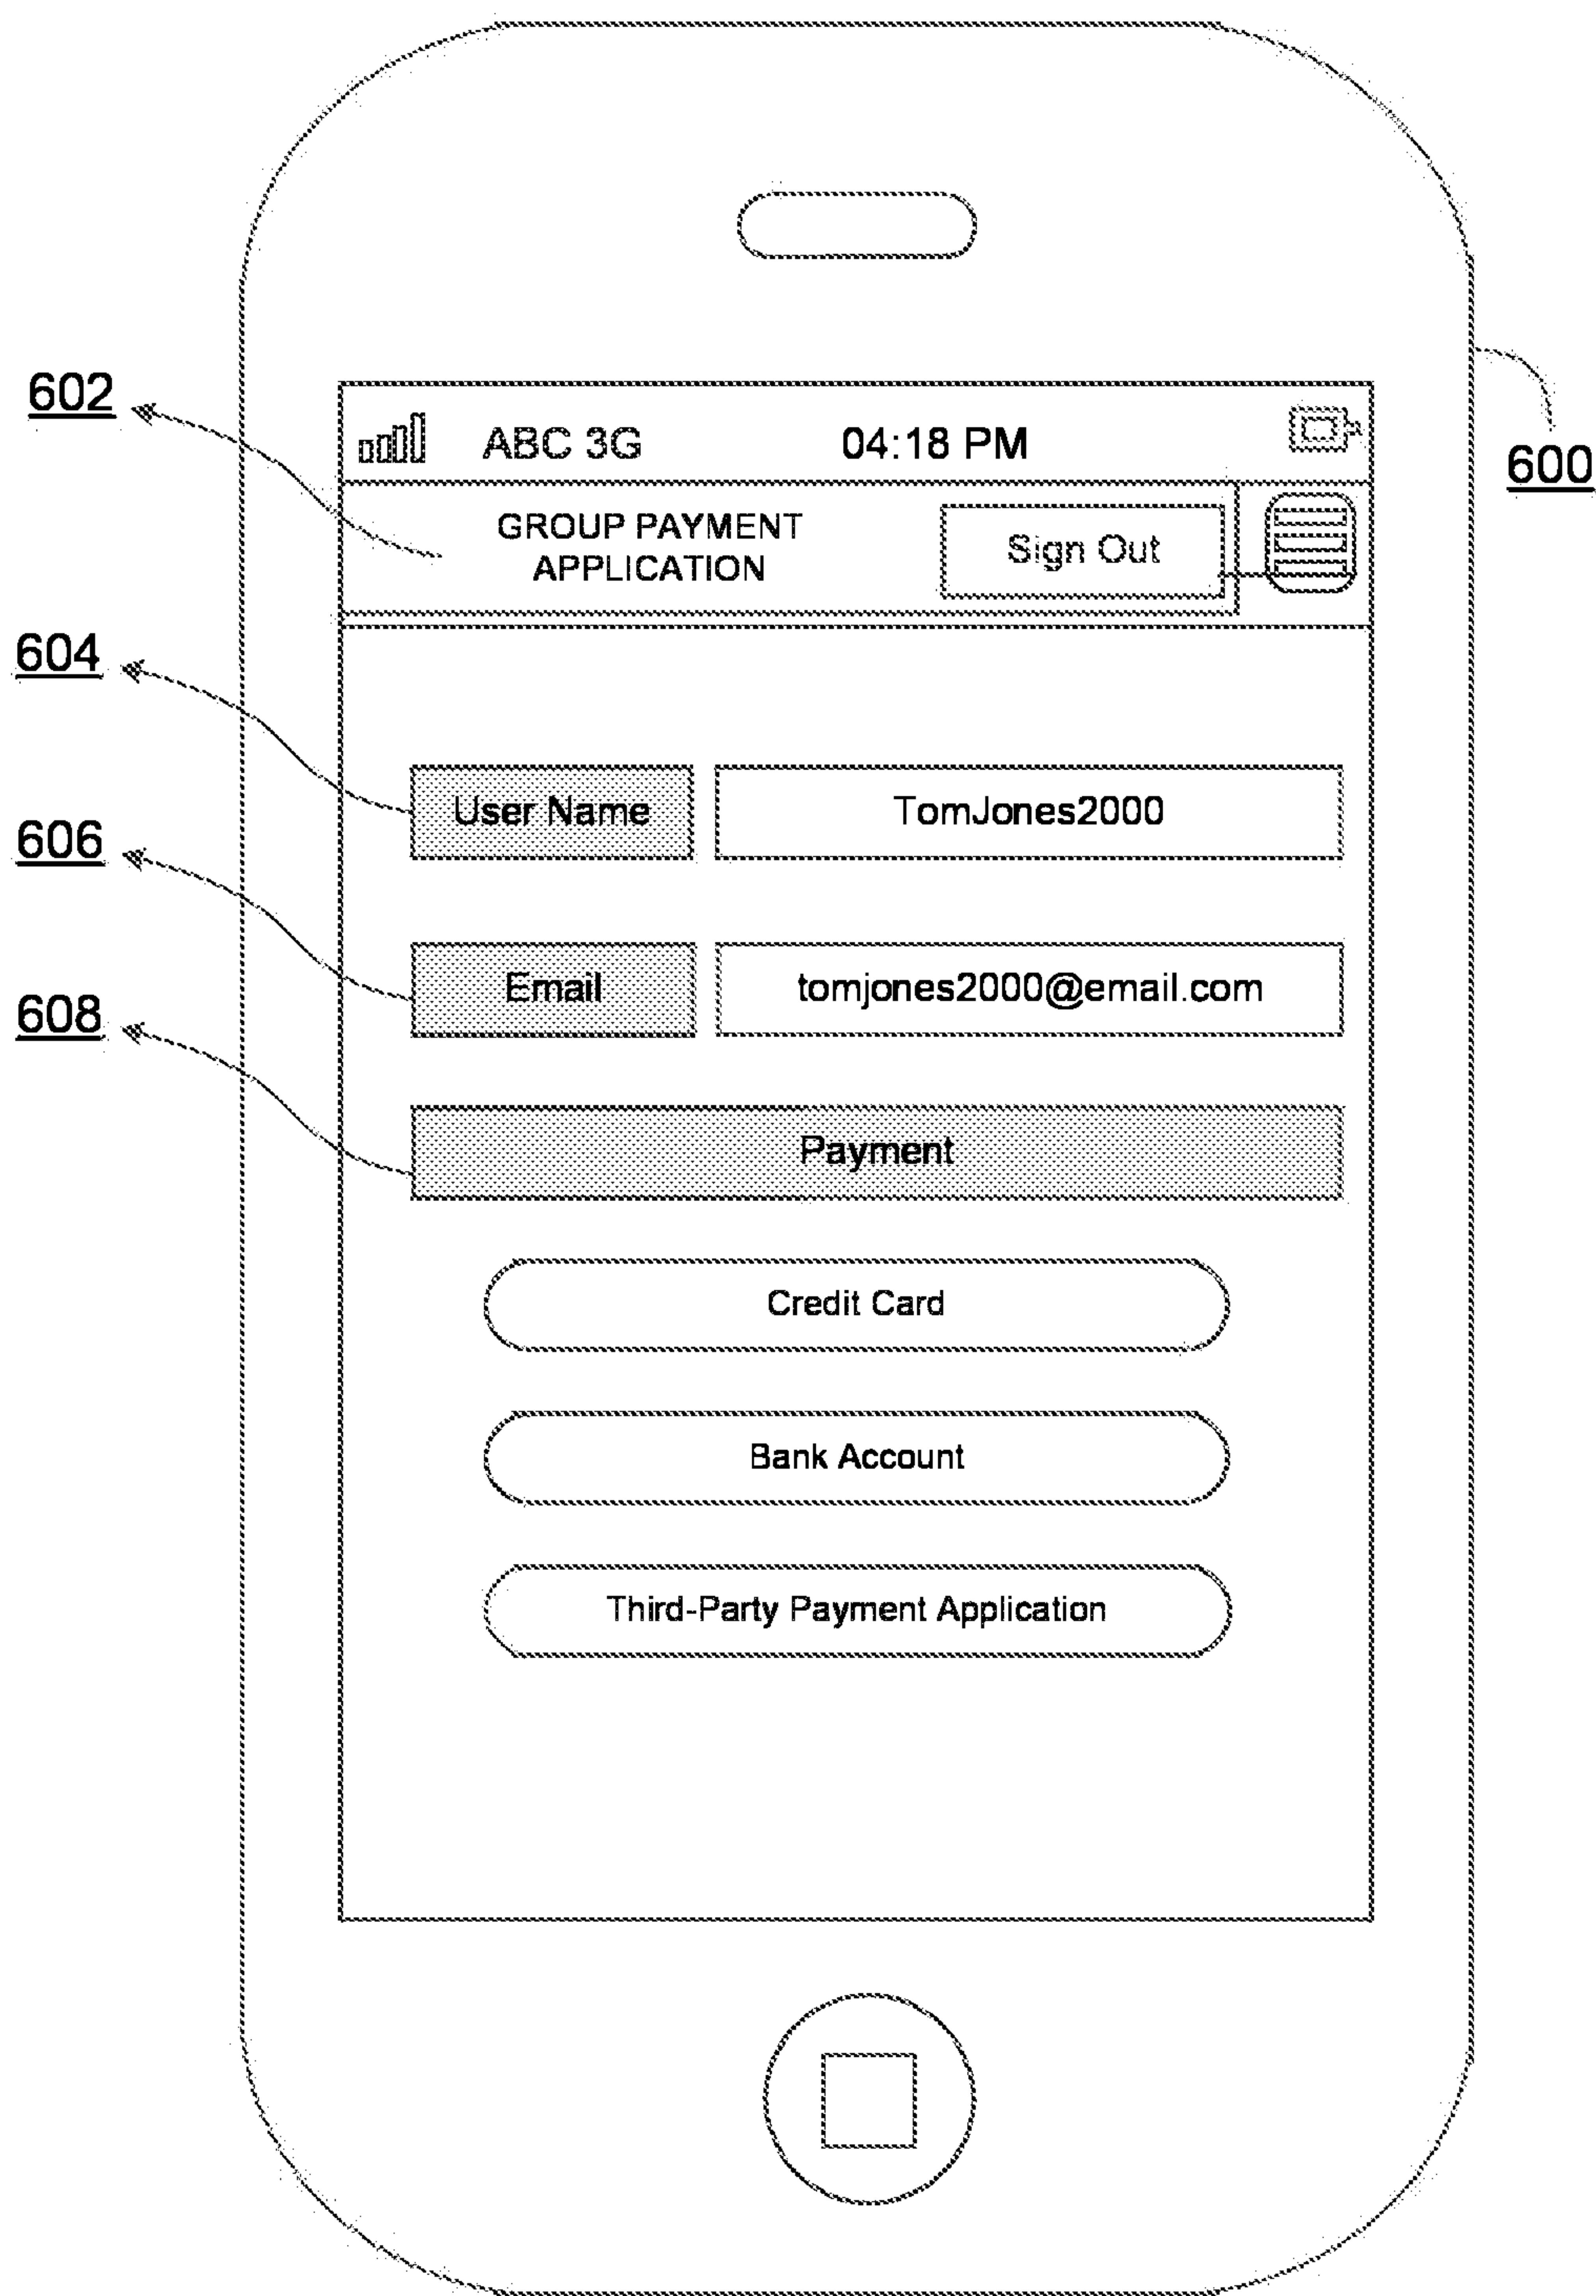 602
ABC 3G 04:18 PM
600
GROUP PAYMENT
APPLICATION
Sign Out
604
User Name TomJones2000
606
Email tomjones2000@email.com
608
Payment
Credit Card
Bank Account
Third-Party Payment Application